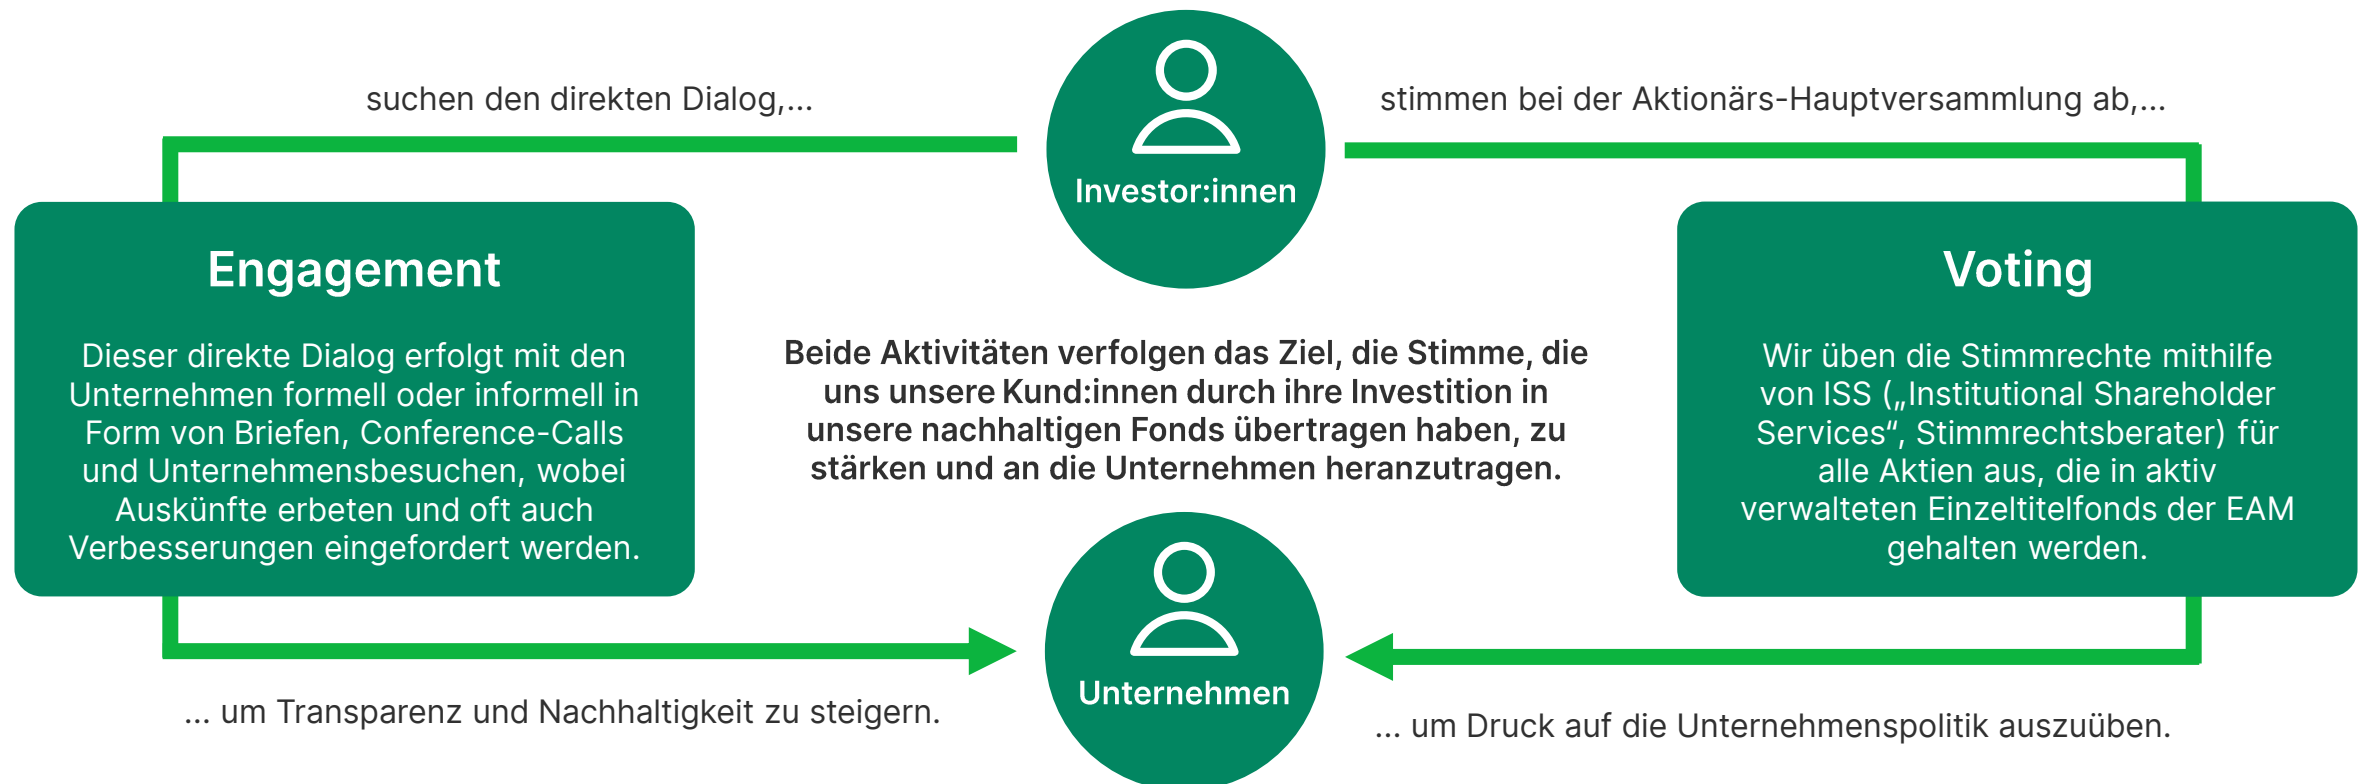 suchen den direkten Dialog,...
stimmen bei der Aktionärs-Hauptversammlung ab,...
Investor:innen
Engagement
Dieser direkte Dialog erfolgt mit den
Unternehmen formell oder informell in
Form von Briefen, Conference-Calls
und Unternehmensbesuchen, wobei
Auskünfte erbeten und oft auch
Verbesserungen eingefordert werden.
Beide Aktivitäten verfolgen das Ziel, die Stimme, die
uns unsere Kund:innen durch ihre Investition in
unsere nachhaltigen Fonds übertragen haben, zu
stärken und an die Unternehmen heranzutragen.
Voting
Wir üben die Stimmrechte mithilfe
von ISS („Institutional Shareholder
Services“, Stimmrechtsberater) für
alle Aktien aus, die in aktiv
verwalteten Einzeltitelfonds der EAM
gehalten werden.
Unternehmen
... um Transparenz und Nachhaltigkeit zu steigern.
... um Druck auf die Unternehmenspolitik auszuüben.